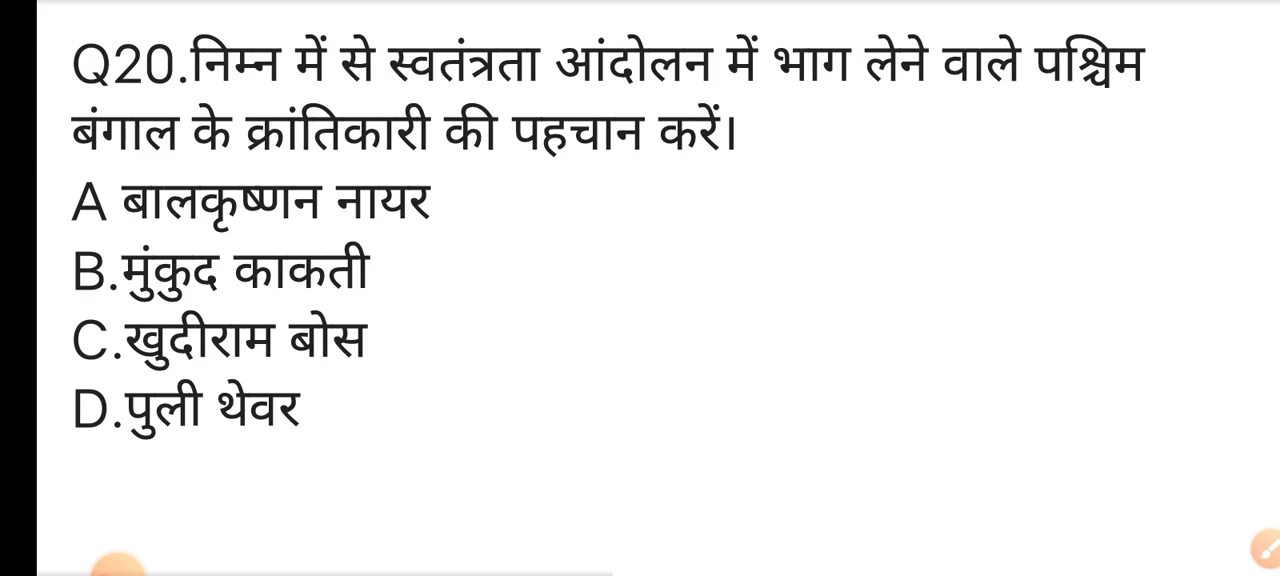 Q20.निम्न में से स्वतंत्रता आंदोलन में भाग लेने वाले पश्चिम
बंगाल के क्रांतिकारी की पहचान करें।
A बालकृष्णन नायर
B.मुंकुद काकती
C.खुदीराम बोस
D.पुली थेवर